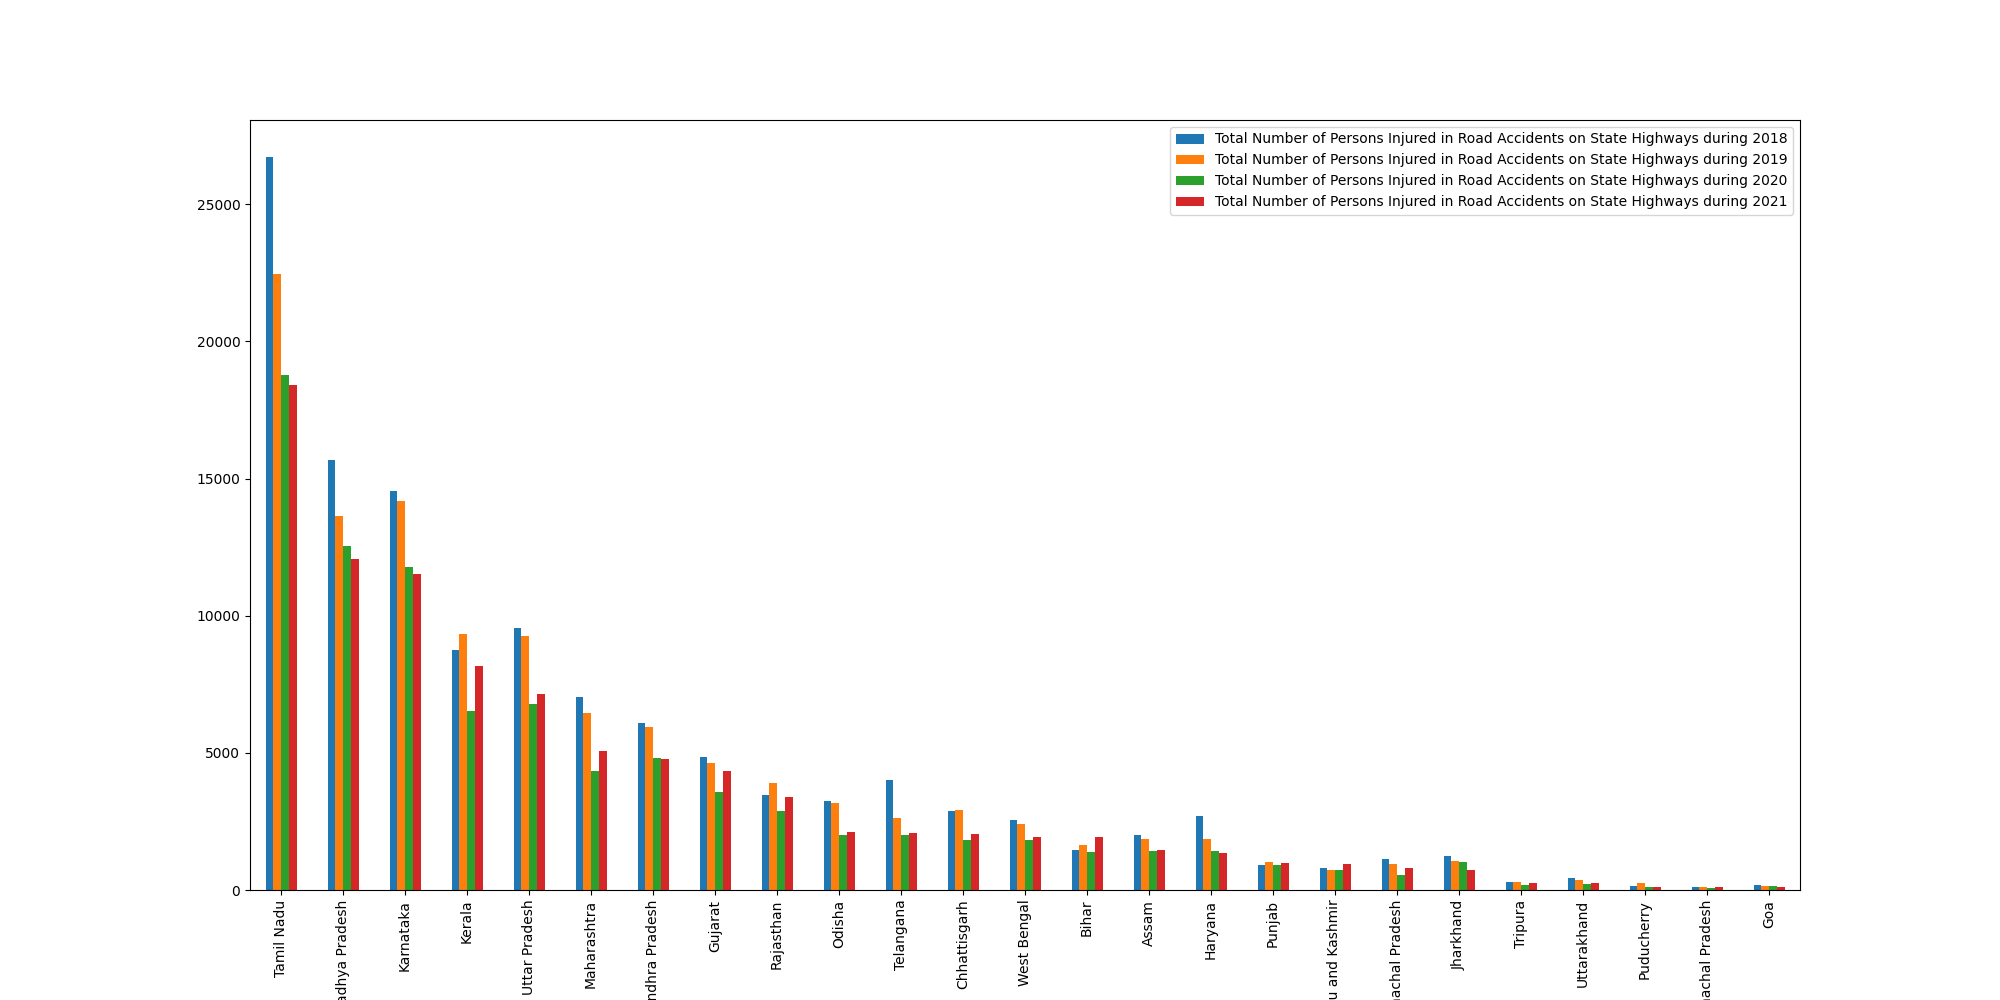 Total Number of Persons Injured in Road Accidents on State Highways during 2018
Total Number of Persons Injured in Road Accidents on State Highways during 2019
Total Number of Persons Injured in Road Accidents on State Highways during 2020
Total Number of Persons Injured in Road Accidents on State Highways during 2021
25000
20000
15000
10000
5000
0
Tamil Nadu
adhya Pradesh
Karnataka
Kerala
Uttar Pradesh
Maharashtra
ndhra Pradesh
Gujarat
Rajasthan
Odisha
Telangana
Chhattisgarh
West Bengal
Bihar
Assam
Haryana
Punjab
u and Kashmir
nachal Pradesh
Jharkhand
Tripura
Uttarakhand
Puducherry
nachal Pradesh
Goa